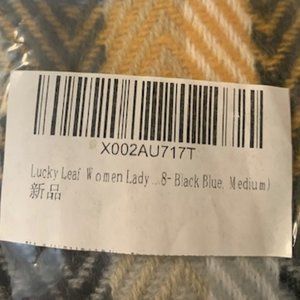 X002AU717T
Lucky Leaf Women Lady ...8- Black Blue, Medium)
新品